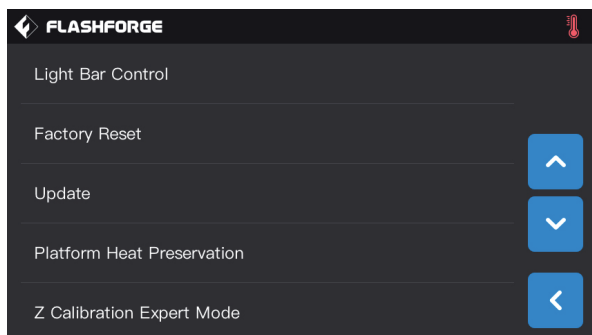 FLASHFORGE
Light Bar Control
Factory Reset
Update
Platform Heat Preservation
Z Calibration Expert Mode